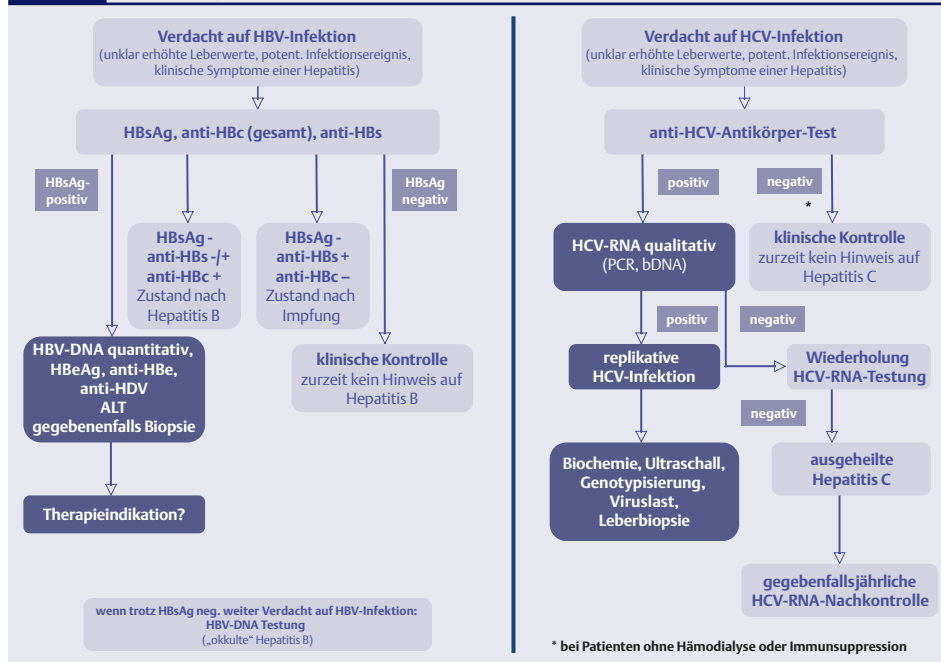 Verdacht auf HBV-Infektion
(unklar erhöhte Leberwerte, potent. Infektionsereignis,
klinische Symptome einer Hepatitis)
HBsAg, anti-HBc (gesamt), anti-HBs
HBsAg-
positiv
HBsAg
negativ
HBsAg -
anti-HBs -/+
anti-HBc +
Zustand nach
Hepatitis B
HBsAg -
anti-HBs +
anti-HBc –
Zustand nach
Impfung
HBV-DNA quantitativ,
HBeAg, anti-HBe,
anti-HDV
ALT
gegebenenfalls Biopsie
klinische Kontrolle
zurzeit kein Hinweis auf
Hepatitis B
Therapieindikation?
wenn trotz HBsAg neg. weiter Verdacht auf HBV-Infektion:
HBV-DNA Testung
(„okkulte“ Hepatitis B)
Verdacht auf HCV-Infektion
(unklar erhöhte Leberwerte, potent. Infektionsereignis,
klinische Symptome einer Hepatitis)
anti-HCV-Antikörper-Test
positiv
negativ
*
HCV-RNA qualitativ
(PCR, bDNA)
klinische Kontrolle
zurzeit kein Hinweis auf
Hepatitis C
positiv
negativ
replikative
HCV-Infektion
Wiederholung
HCV-RNA-Testung
negativ
Biochemie, Ultraschall,
Genotypisierung,
Viruslast,
Leberbiopsie
ausgeheilte
Hepatitis C
gegebenfallsjährliche
HCV-RNA-Nachkontrolle
* bei Patienten ohne Hämodialyse oder Immunsuppression